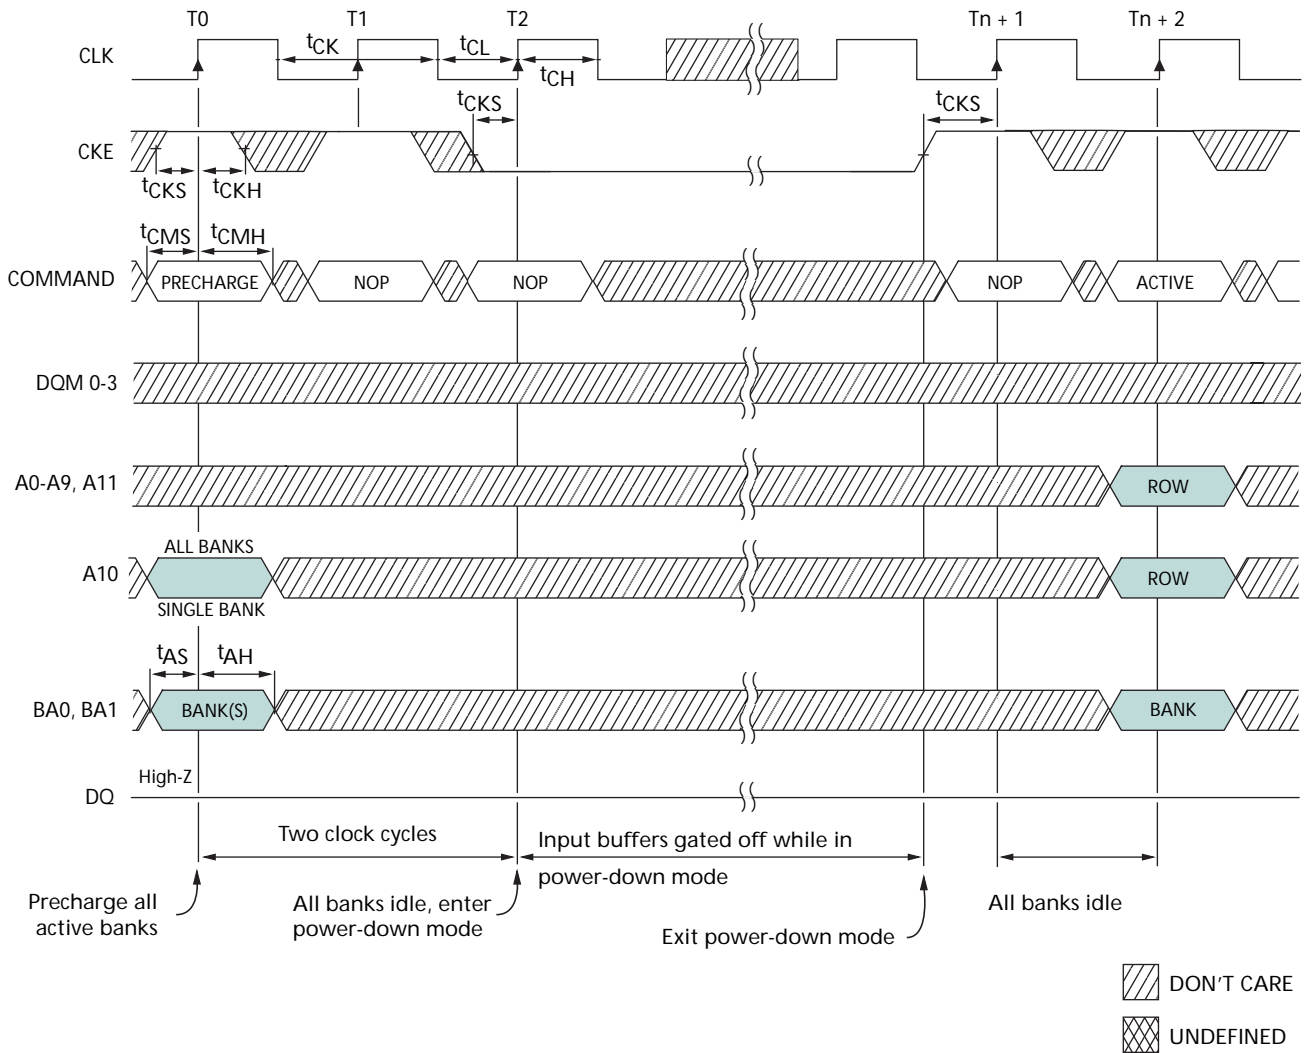 T0 T1 T2 Tn + 1 Tn + 2
CLK
tCK tCL
tCH
tCKS tCKS
CKE
tCKS tCKH
tCMS tCMH
COMMAND PRECHARGE NOP NOP NOP ACTIVE
DQM 0-3
A0-A9, A11 ROW
ALL BANKS
A10 ROW
SINGLE BANK
tAS tAH
BA0, BA1 BANK(S) BANK
High-Z
DQ
Two clock cycles
Input buffers gated off while in
power-down mode
Precharge all
active banks
All banks idle, enter
power-down mode
Exit power-down mode
All banks idle
DON'T CARE
UNDEFINED